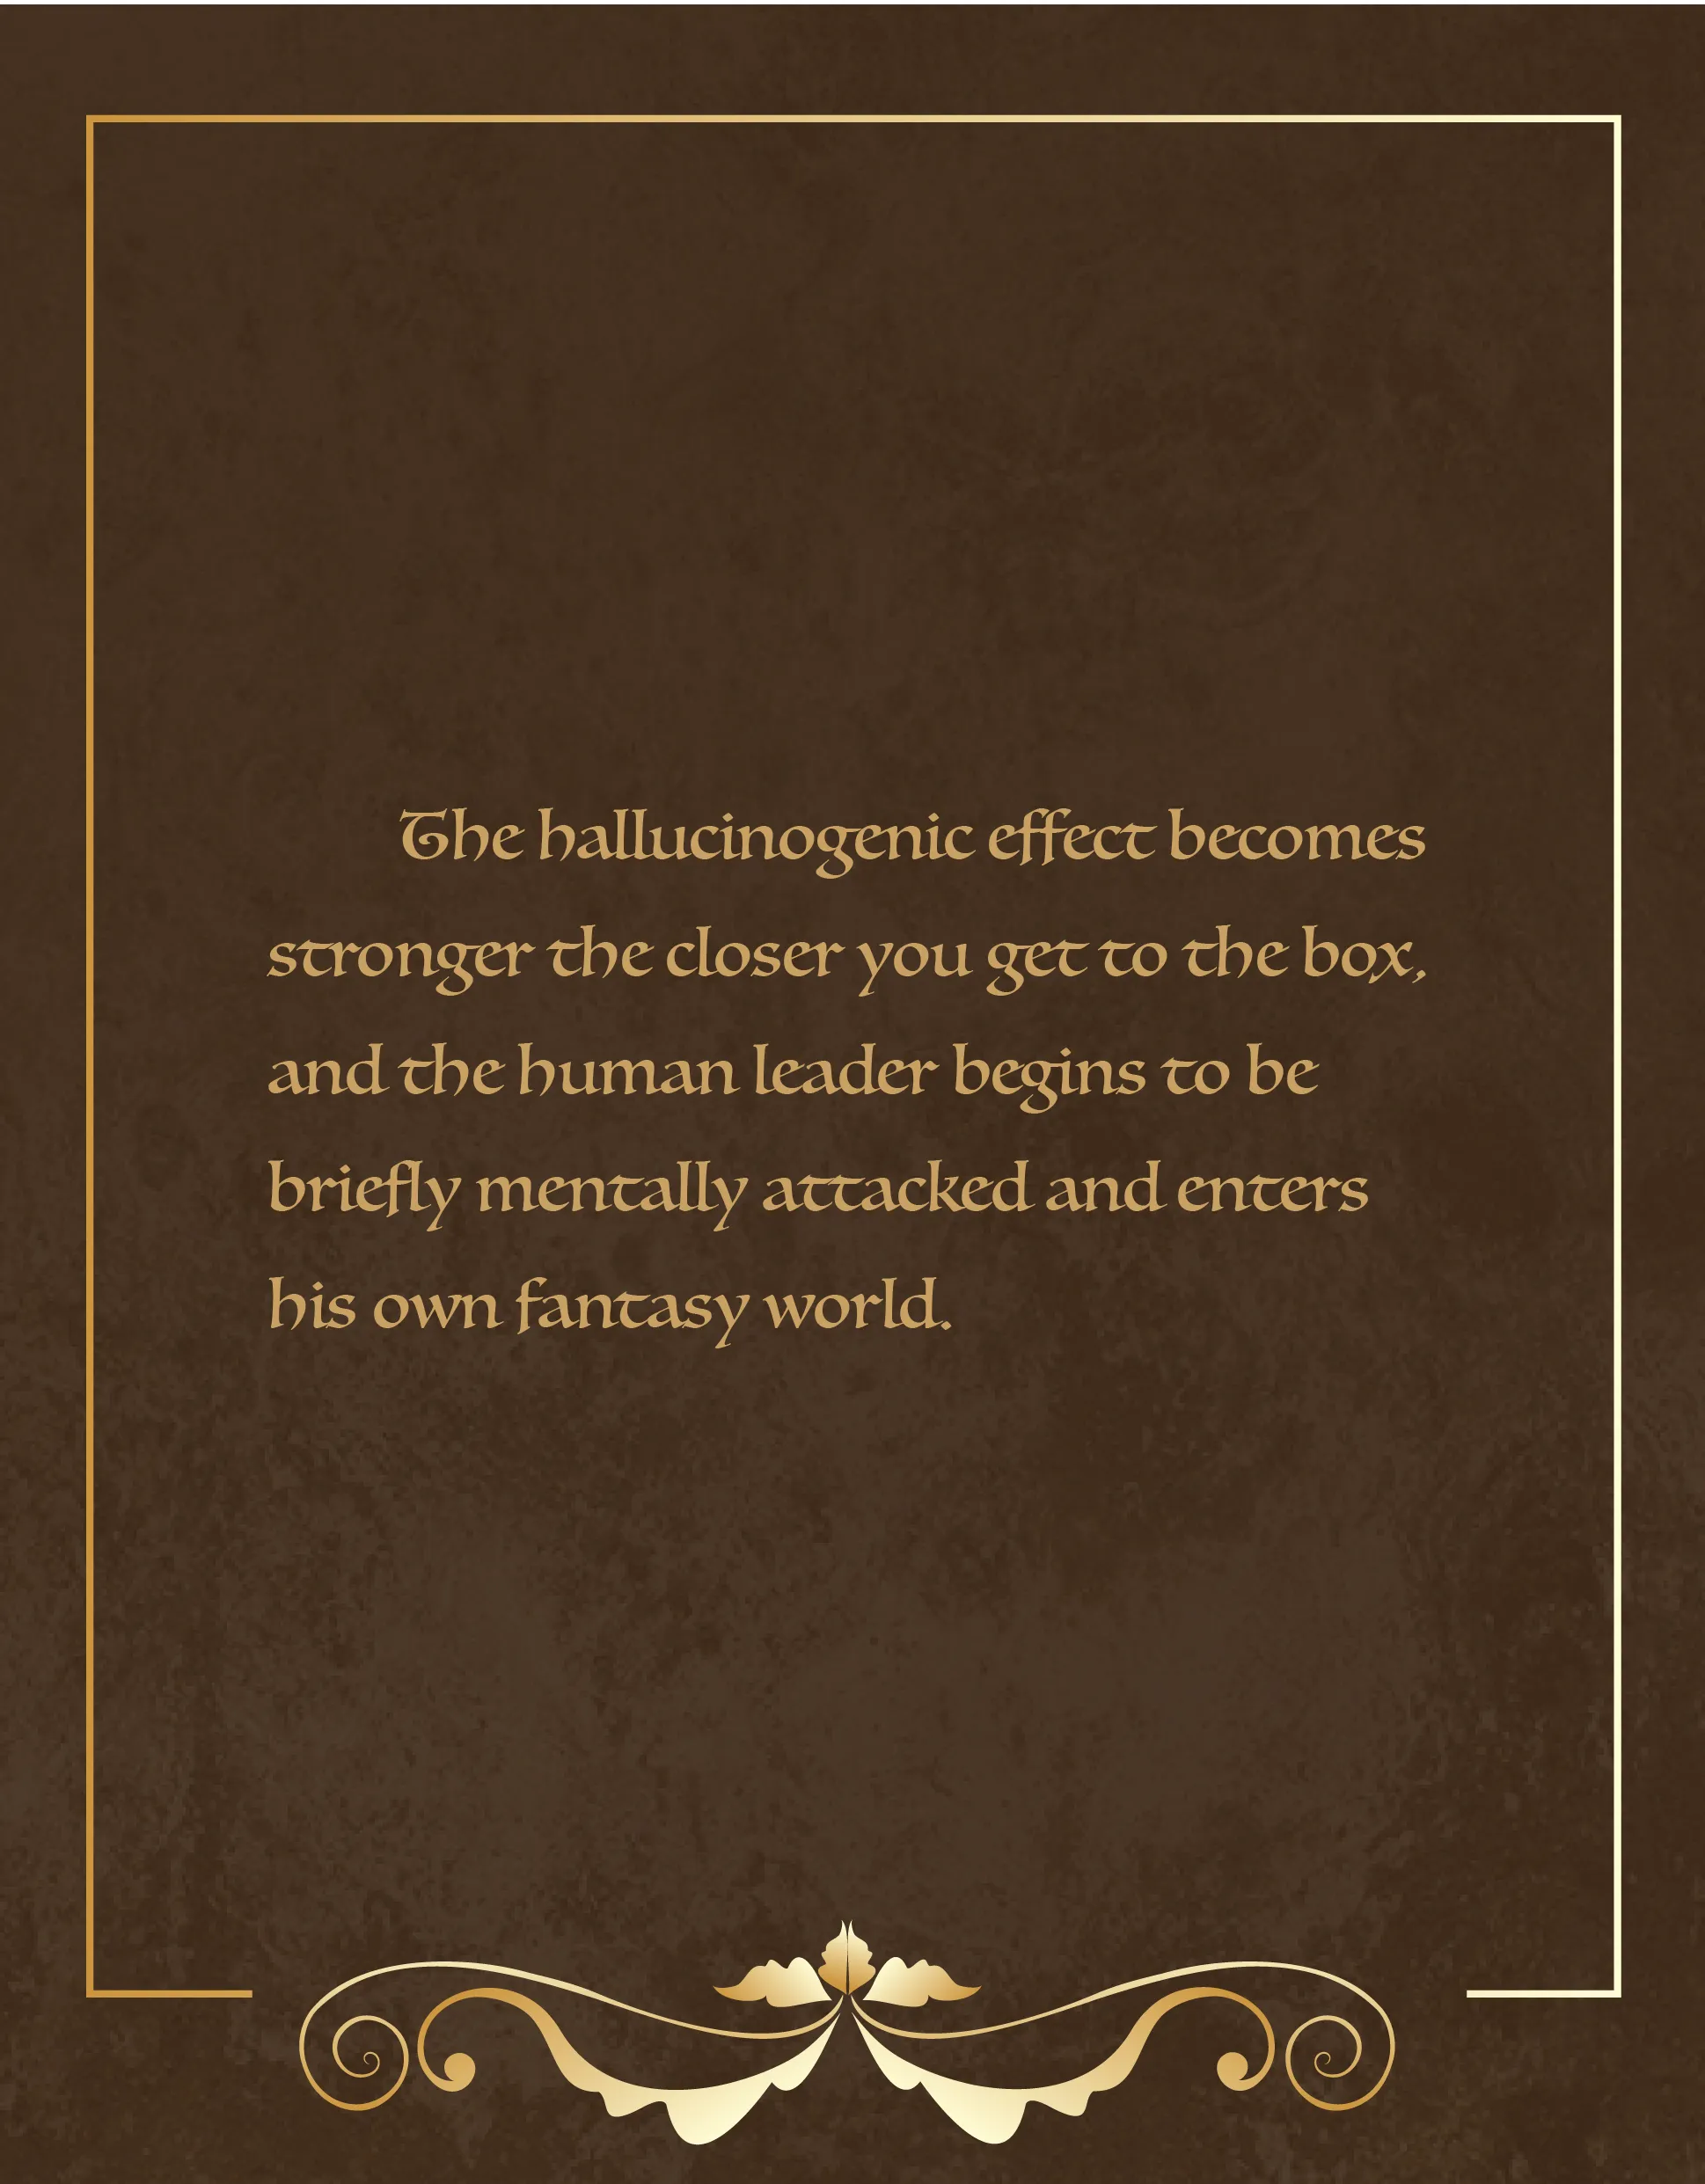 The hallucinogenic effect becomes
stronger the closer you get to the box,
and the human leader begins to be
briefly mentally attacked and enters
his own fantasy world.